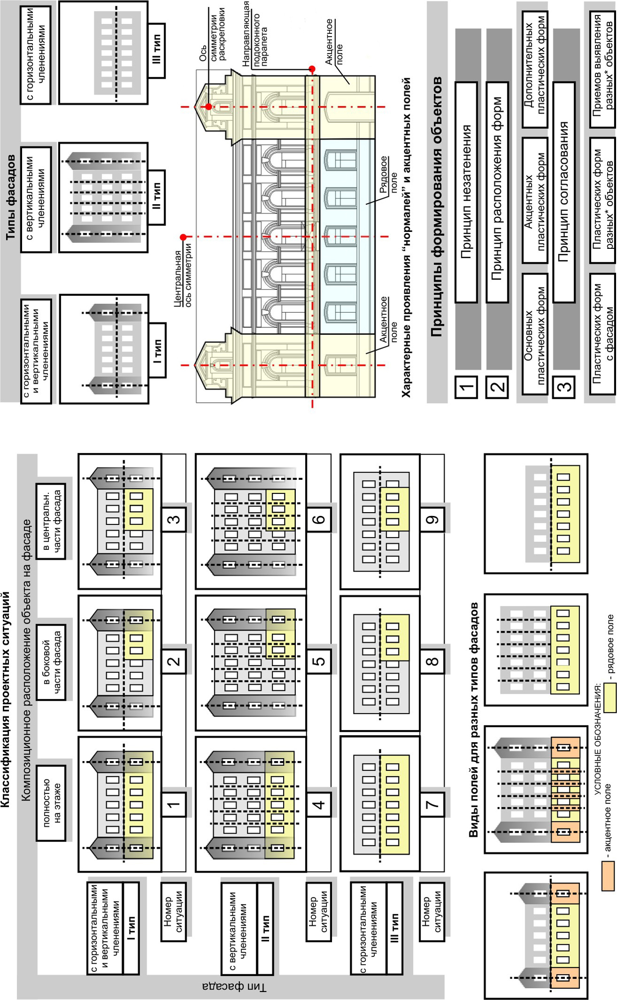 Классификация проектных ситуаций
Композиционное расположение объекта на фасаде
полностью
на этаже
в боковой
части фасада
в центральн.
части фасада
Тип фасада
с горизонтальными
и вертикальными
членениями
I тип
Номер
ситуации
1
2
3
с вертикальными
членениями
II тип
Номер
ситуации
4
5
6
с горизонтальными
членениями
III тип
Номер
ситуации
7
8
9
Виды полей для разных типов фасадов
УСЛОВНЫЕ ОБОЗНАЧЕНИЯ:
- акцентное поле
- рядовое поле
Типы фасадов
с горизонтальными
и вертикальными
членениями
с вертикальными
членениями
с горизонтальными
членениями
I тип
II тип
III тип
Центральная
ось симметрии
Ось
симметрии
раскреповки
Направляющая
подоконного
парапета
Акцентное
поле
Рядовое
поле
Акцентное
поле
Характерные проявления “нормалей” и акцентных полей
Принципы формирования объектов
1
Принцип незатенения
2
Принцип расположения форм
Основных
пластических форм
Акцентных
пластических форм
Дополнительных
пластических форм
3
Принцип согласования
Пластических форм
с фасадом
Пластических форм
разных* объектов
Приемов выявления
разных* объектов